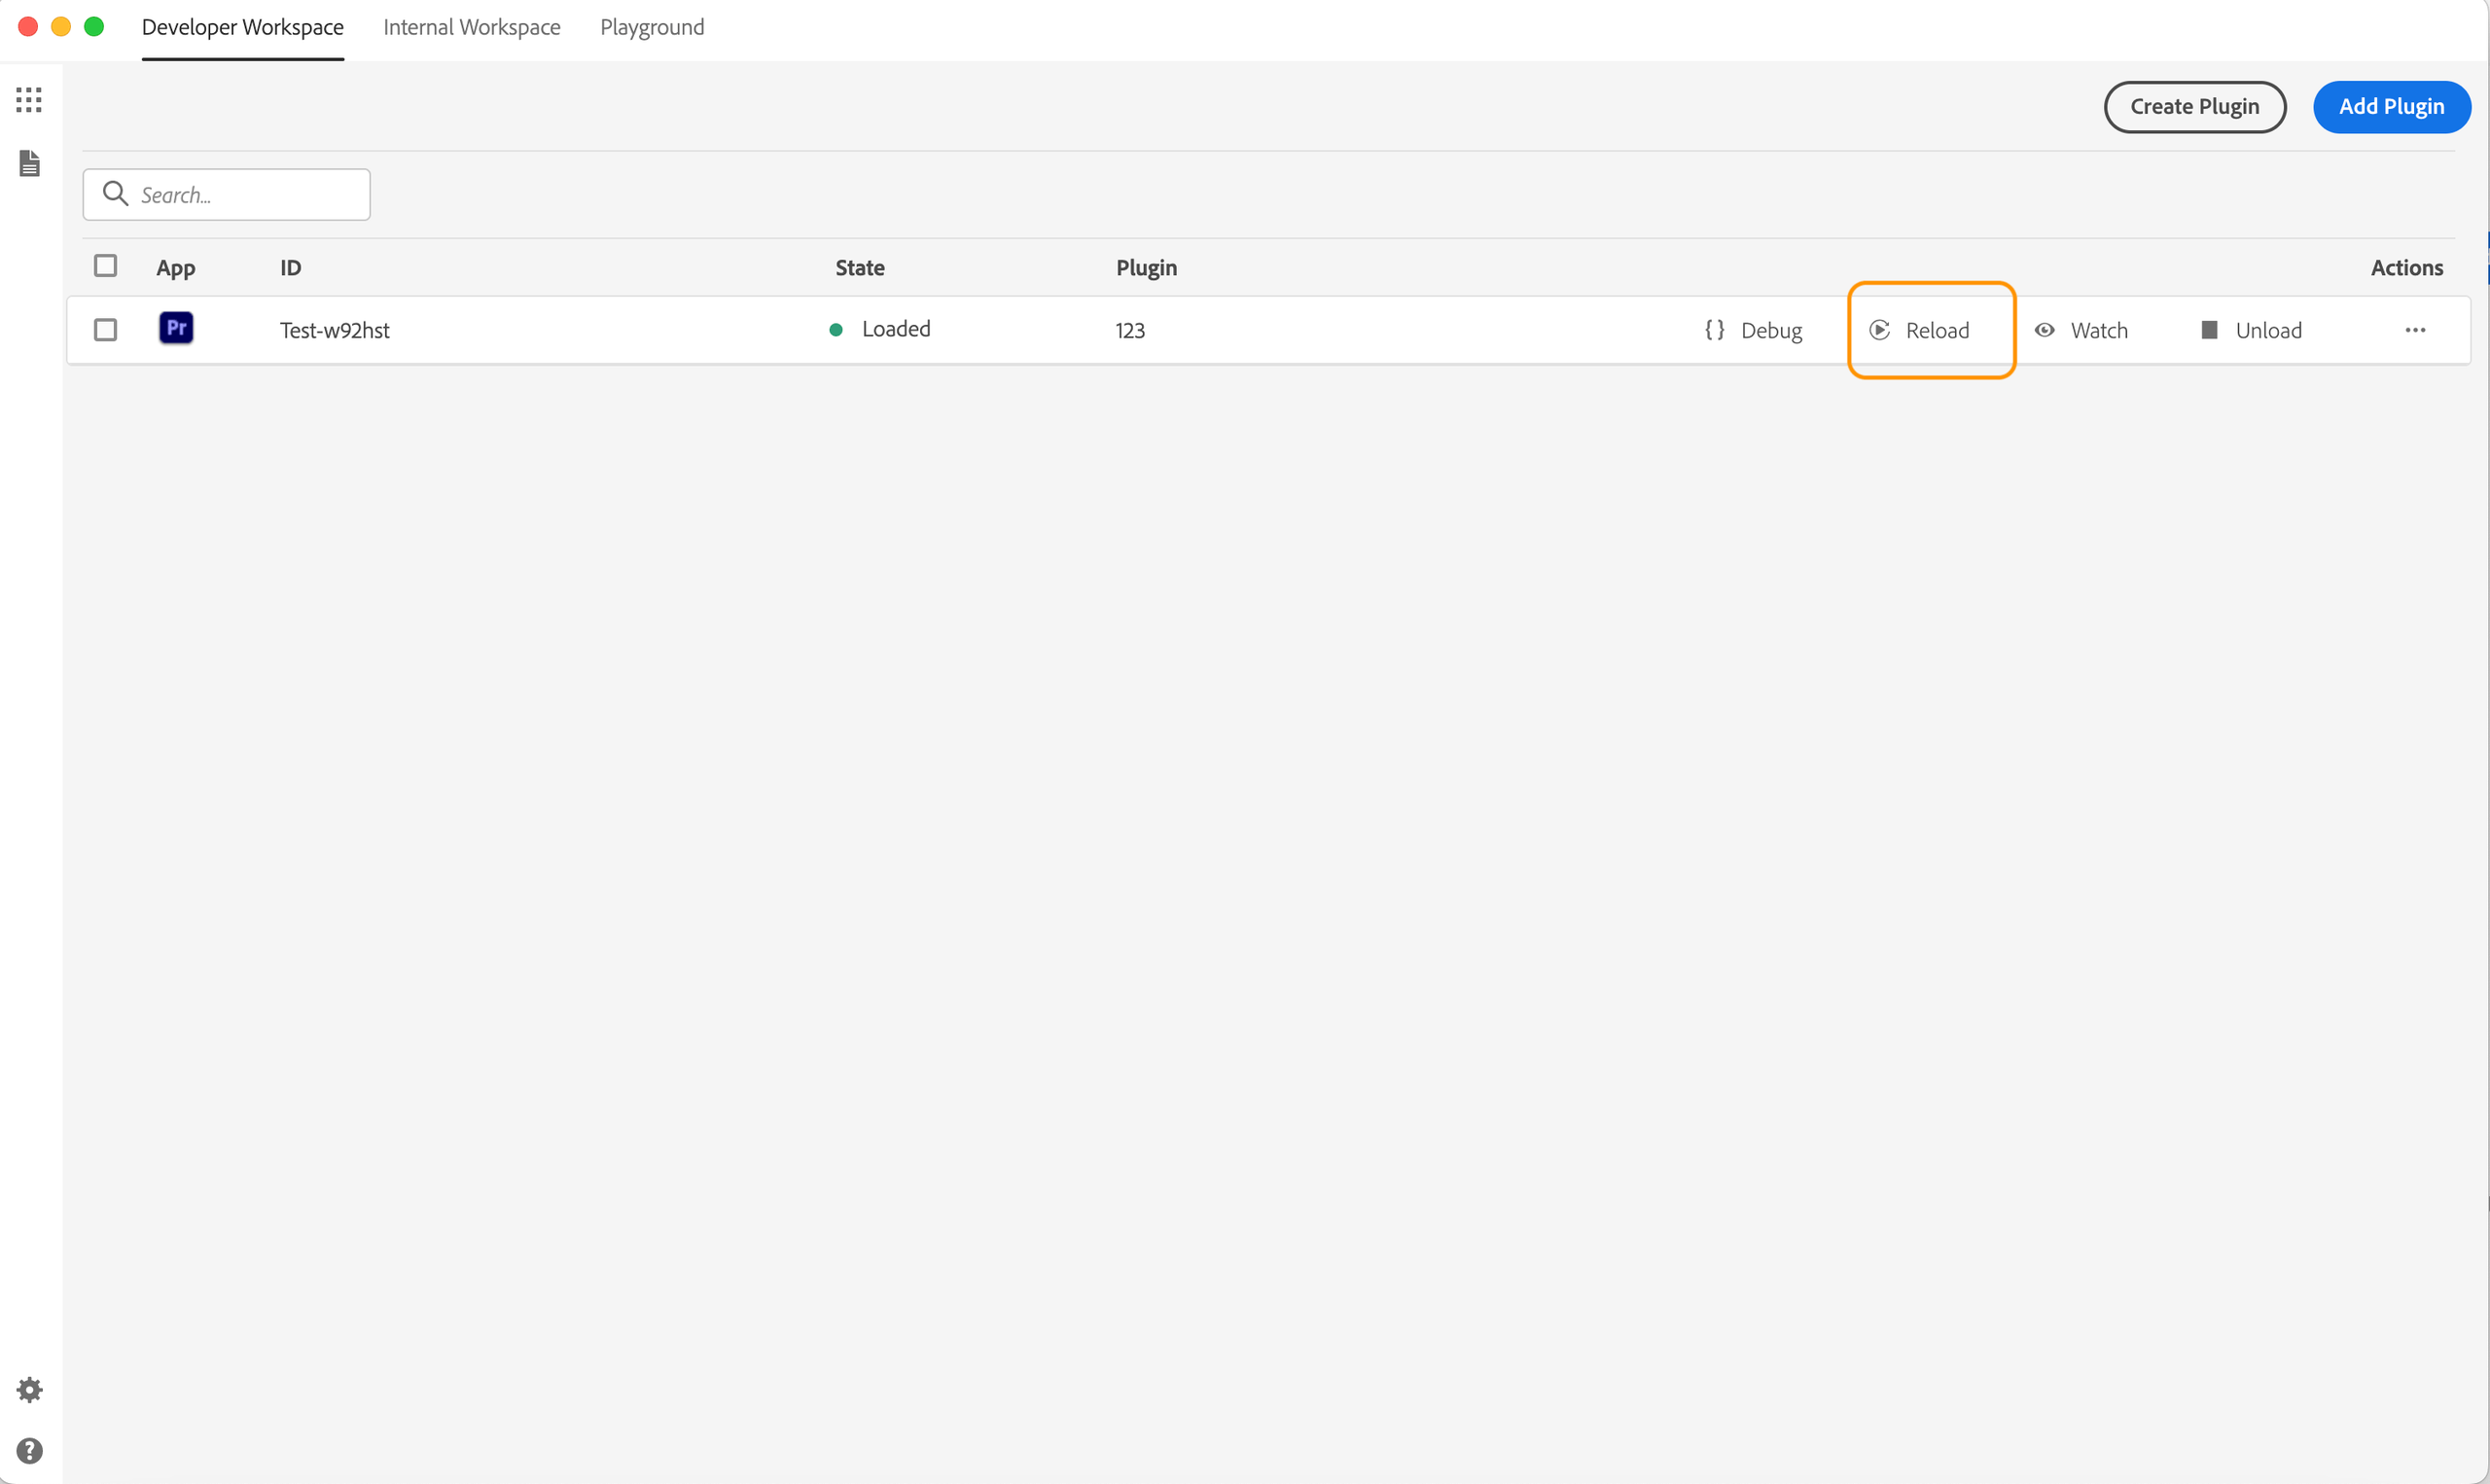 Developer Workspace Internal Workspace Playground
Create Plugin Add Plugin
Search...
App ID State Plugin Actions
Pr Test-w92hst Loaded 123 { } Debug Reload Watch Unload ...
?